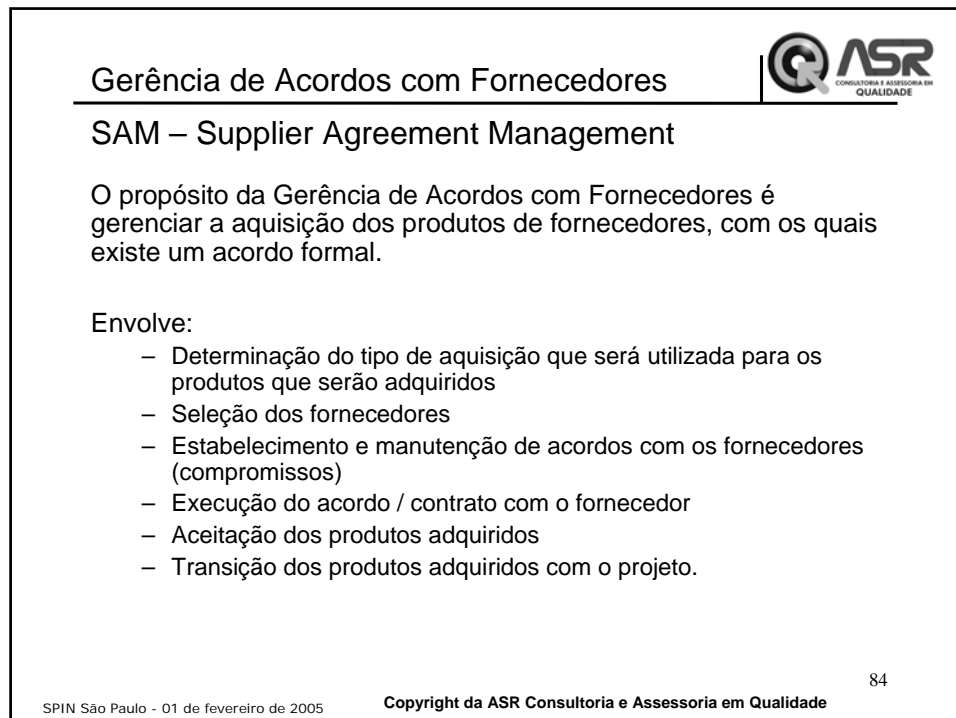 Gerência de Acordos com Fornecedores
ASR
CONSULTORIA E ASSESSORIA EM
QUALIDADE
SAM – Supplier Agreement Management
O propósito da Gerência de Acordos com Fornecedores é
gerenciar a aquisição dos produtos de fornecedores, com os quais
existe um acordo formal.
Envolve:
– Determinação do tipo de aquisição que será utilizada para os
produtos que serão adquiridos
– Seleção dos fornecedores
– Estabelecimento e manutenção de acordos com os fornecedores
(compromissos)
– Execução do acordo / contrato com o fornecedor
– Aceitação dos produtos adquiridos
– Transição dos produtos adquiridos com o projeto.
84
SPIN São Paulo - 01 de fevereiro de 2005
Copyright da ASR Consultoria e Assessoria em Qualidade